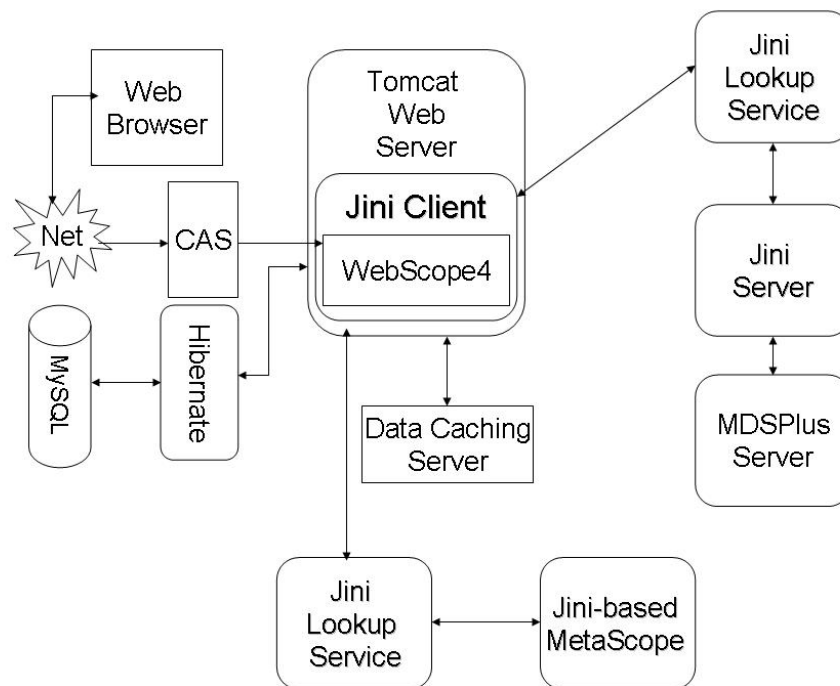 Web
Browser
Net
CAS
MySQL
Hibernate
Tomcat
Web
Server
Jini Client
WebScope4
Data Caching
Server
Jini
Lookup
Service
Jini
Server
MDSPlus
Server
Jini
Lookup
Service
Jini-based
MetaScope